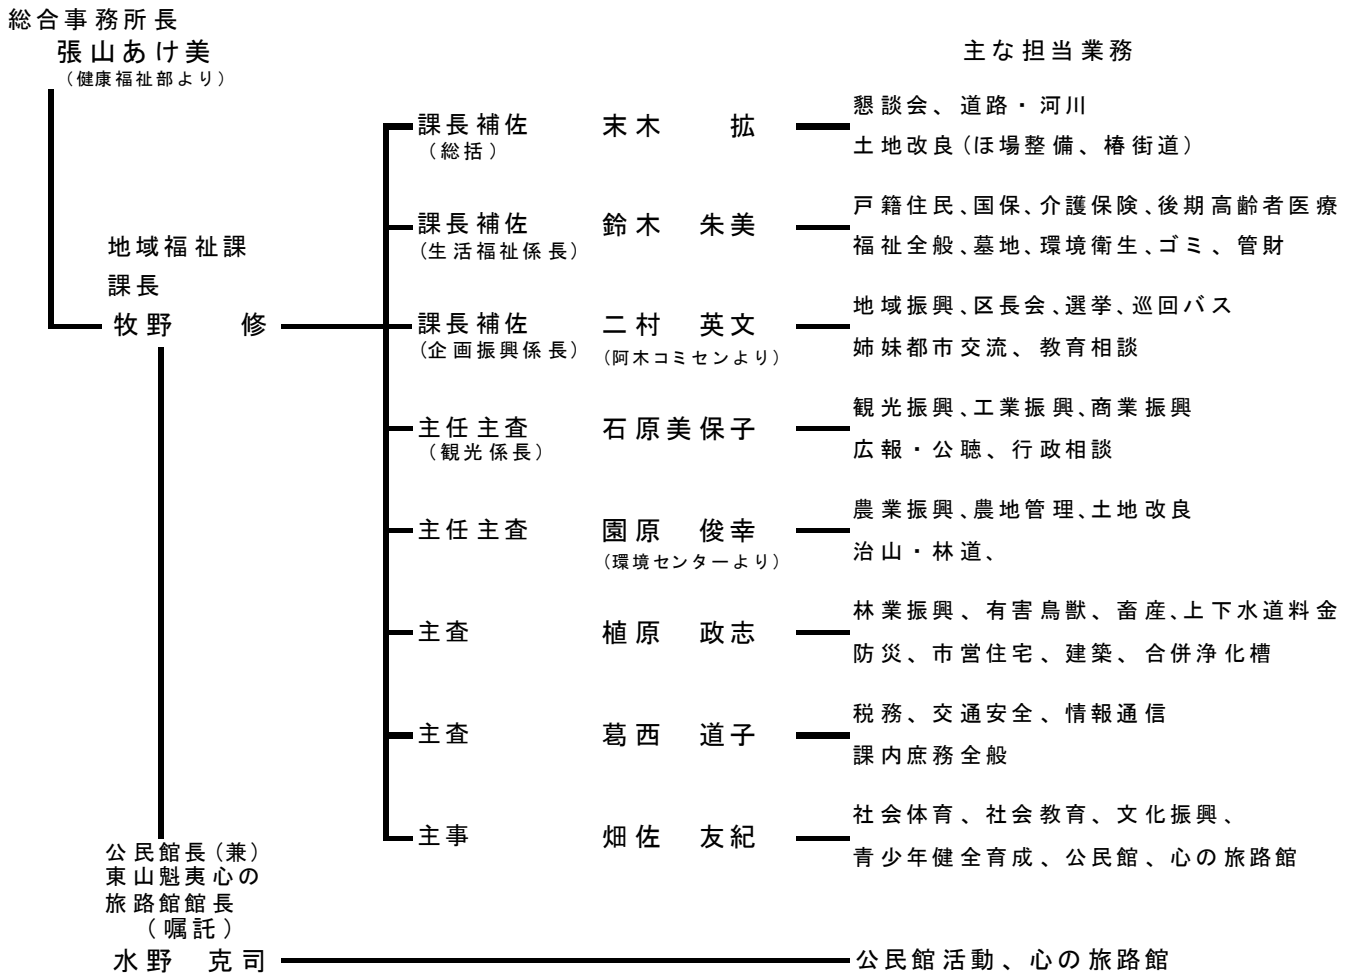 総合事務所長
張山あけ美
(健康福祉部より)
主な担当業務
地域福祉課
課長
牧野 修
課長補佐 末木 拡
(総括)
懇談会、道路・河川
土地改良(ほ場整備、椿街道)
課長補佐 鈴木 朱美
(生活福祉係長)
戸籍住民、国保、介護保険、後期高齢者医療
福祉全般、墓地、環境衛生、ゴミ、管財
課長補佐 二村 英文
(企画振興係長) (阿木コミセンより)
地域振興、区長会、選挙、巡回バス
姉妹都市交流、教育相談
主任主査 石原美保子
(観光係長)
観光振興、工業振興、商業振興
広報・公聴、行政相談
主任主査 園原 俊幸
(環境センターより)
農業振興、農地管理、土地改良
治山・林道、
主査 植原 政志
林業振興、有害鳥獣、畜産、上下水道料金
防災、市営住宅、建築、合併浄化槽
主査 葛西 道子
税務、交通安全、情報通信
課内庶務全般
主事 畑佐 友紀
社会体育、社会教育、文化振興、
青少年健全育成、公民館、心の旅路館
公民館長(兼)
東山魁夷心の
旅路館館長
(嘱託)
水野 克司
公民館活動、心の旅路館